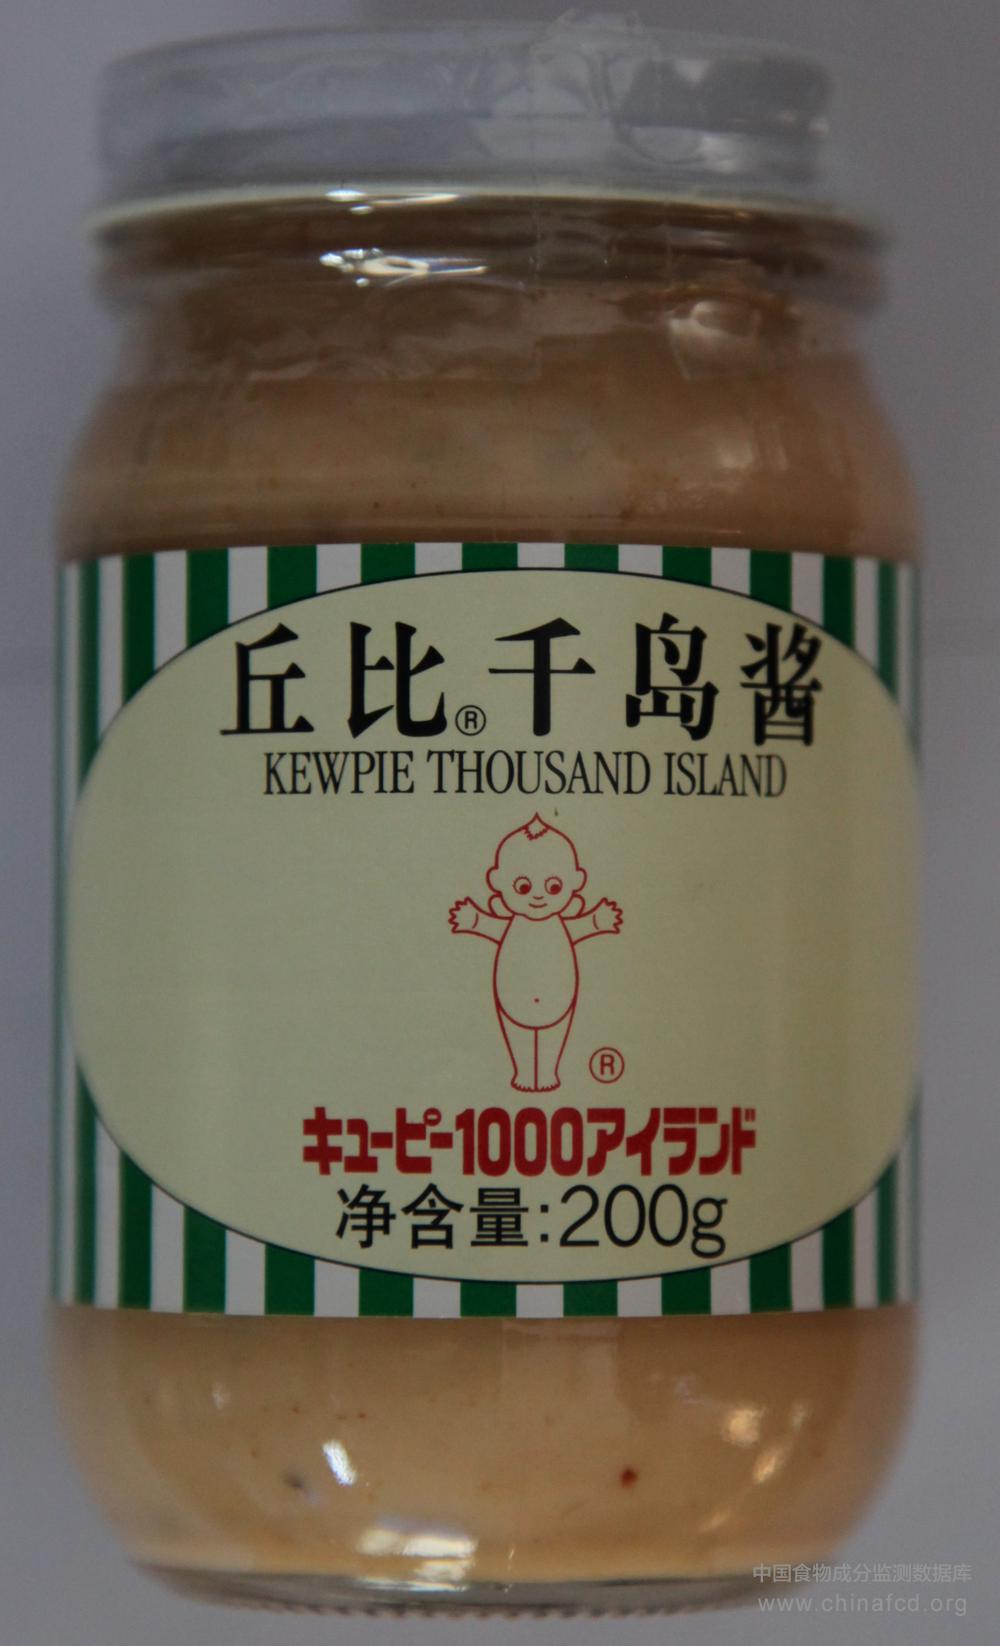 丘比®千岛酱
KEWPIE THOUSAND ISLAND
®
キューピー1000アイランド
净含量:200g
中国食物成分监测数据库
www.chinafcd.org